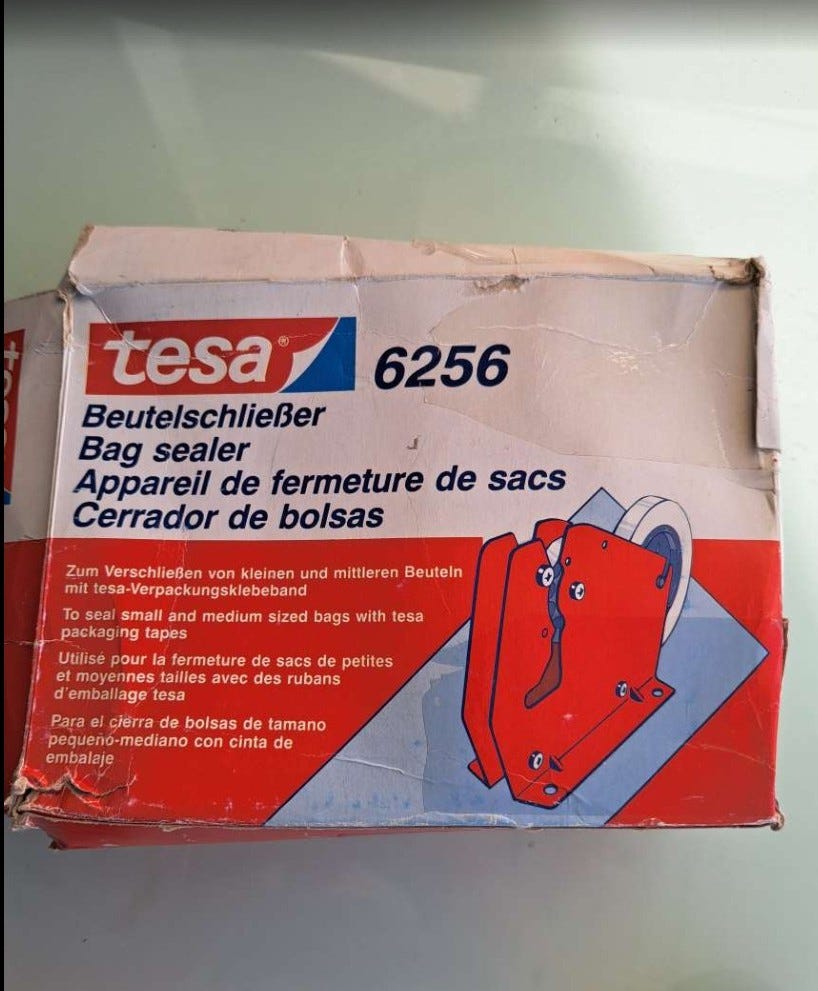 tesa® 6256
Beutelschließer
Bag sealer
Appareil de fermeture de sacs
Cerrador de bolsas
Zum Verschließen von kleinen und mittleren Beuteln
mit tesa-Verpackungsklebeband
To seal small and medium sized bags with tesa
packaging tapes
Utilisé pour la fermeture de sacs de petites
et moyennes tailles avec des rubans
d'emballage tesa
Para el cierra de bolsas de tamano
pequeno-mediano con cinta de
embalaje